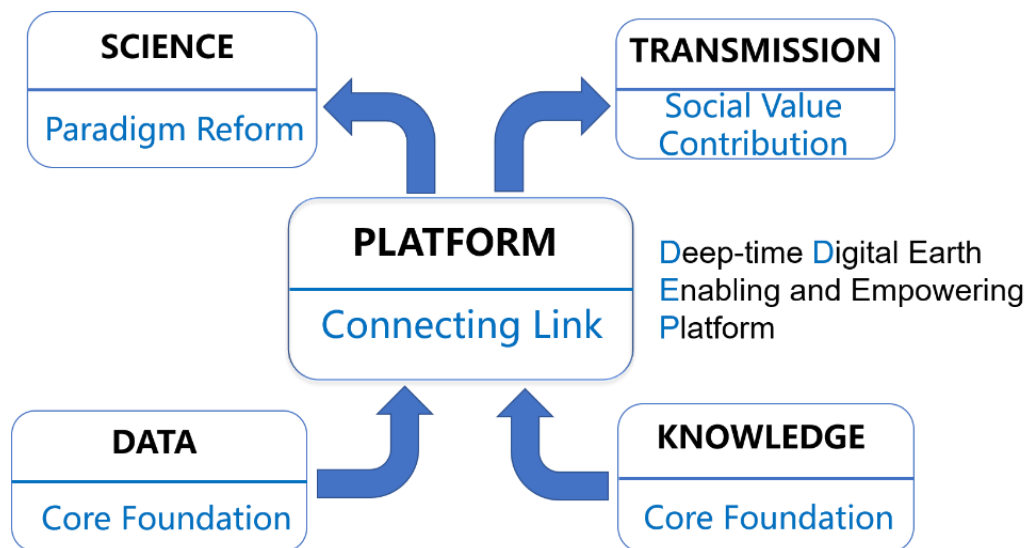 SCIENCE
Paradigm Reform
TRANSMISSION
Social Value
Contribution
PLATFORM
Connecting Link
Deep-time Digital Earth
Enabling and Empowering
Platform
DATA
Core Foundation
KNOWLEDGE
Core Foundation